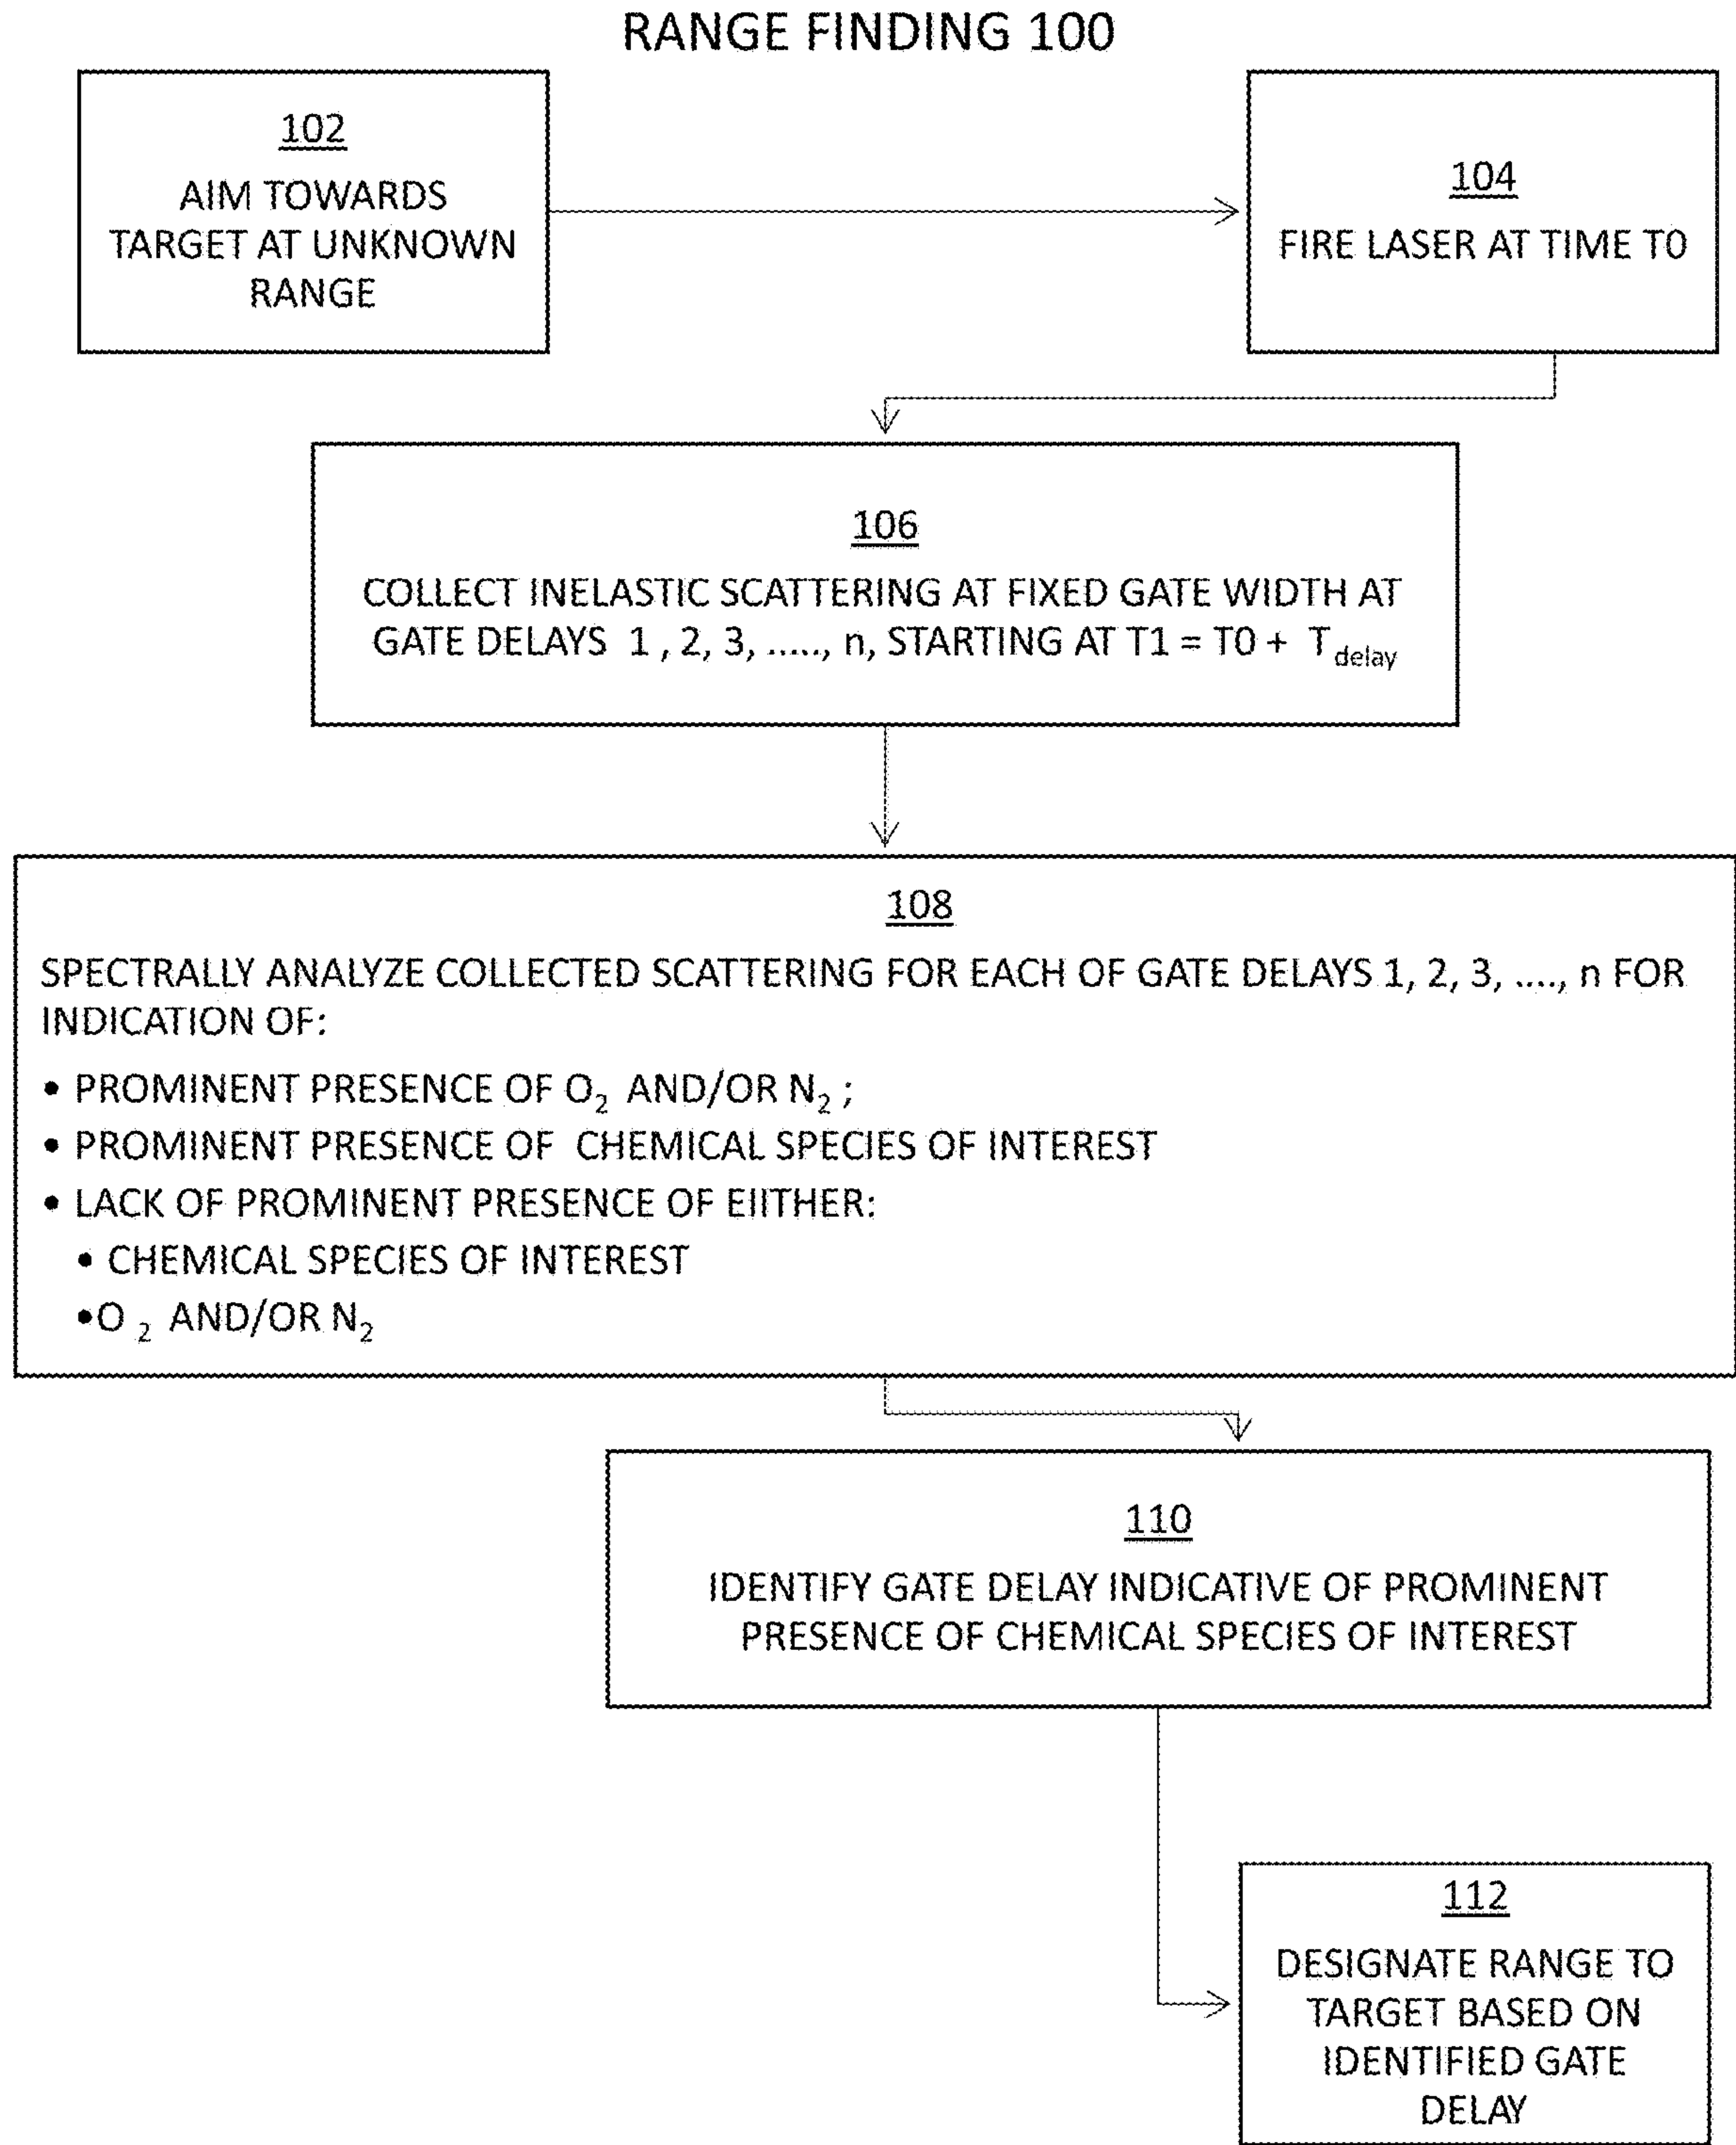 RANGE FINDING 100
102
AIM TOWARDS
TARGET AT UNKNOWN
RANGE
104
FIRE LASER AT TIME T0
106
COLLECT INELASTIC SCATTERING AT FIXED GATE WIDTH AT
GATE DELAYS 1 , 2, 3, ....., n, STARTING AT T1 = T0 + T delay
108
SPECTRALLY ANALYZE COLLECTED SCATTERING FOR EACH OF GATE DELAYS 1, 2, 3, ...., n FOR
INDICATION OF:
• PROMINENT PRESENCE OF O₂ AND/OR N₂ ;
• PROMINENT PRESENCE OF CHEMICAL SPECIES OF INTEREST
• LACK OF PROMINENT PRESENCE OF EIITHER:
• CHEMICAL SPECIES OF INTEREST
•O ₂ AND/OR N₂
110
IDENTIFY GATE DELAY INDICATIVE OF PROMINENT
PRESENCE OF CHEMICAL SPECIES OF INTEREST
112
DESIGNATE RANGE TO
TARGET BASED ON
IDENTIFIED GATE
DELAY